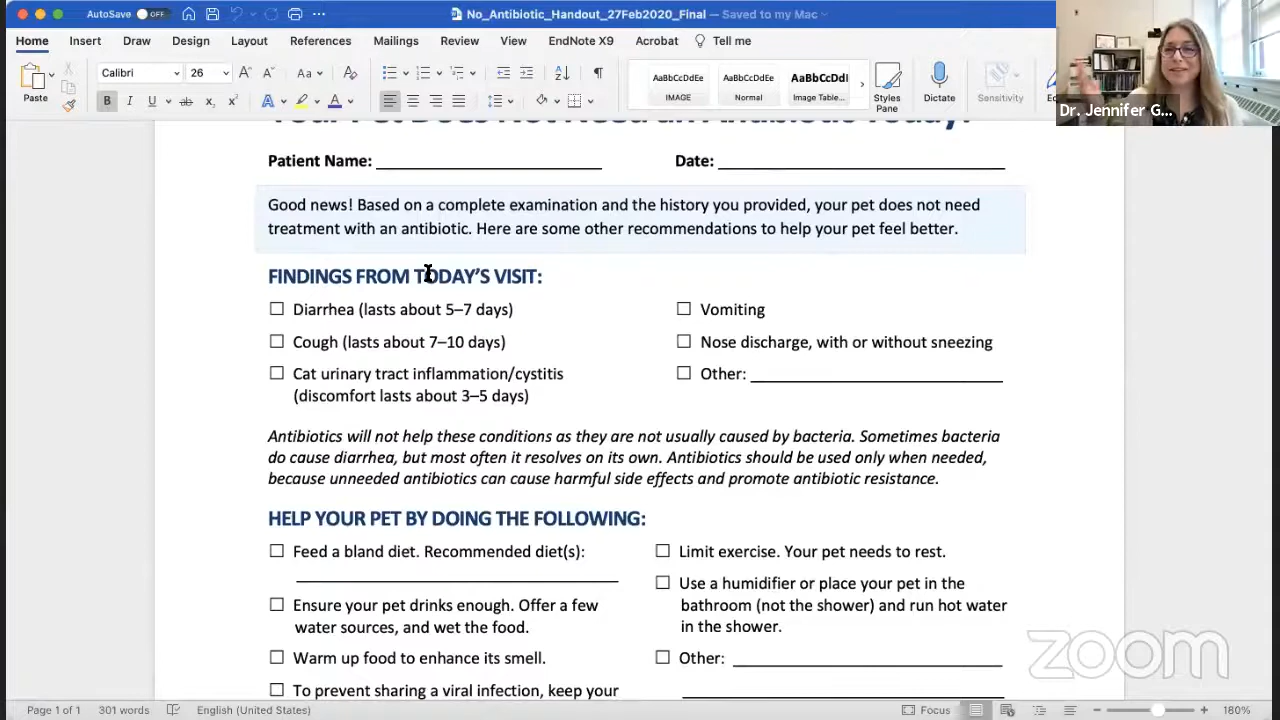 AutoSave OFF
No_Antibiotic_Handout_27Feb2020_Final — Saved to my Mac
Home Insert Draw Design Layout References Mailings Review View EndNote X9 Acrobat Tell me
Paste
Calibri 26
AaBbCcDdEe AaBbCcDdEe AaBbCcDdI
IMAGE Normal Image Table...
Styles Pane
Dictate
Sensitivity
Dr. Jennifer G...
Your Pet Does Not Need an Antibiotic Today!
Patient Name: Date:
Good news! Based on a complete examination and the history you provided, your pet does not need
treatment with an antibiotic. Here are some other recommendations to help your pet feel better.
FINDINGS FROM TODAY’S VISIT:
☐ Diarrhea (lasts about 5–7 days)
☐ Vomiting
☐ Cough (lasts about 7–10 days)
☐ Nose discharge, with or without sneezing
☐ Cat urinary tract inflammation/cystitis
(discomfort lasts about 3–5 days)
☐ Other:
Antibiotics will not help these conditions as they are not usually caused by bacteria. Sometimes bacteria
do cause diarrhea, but most often it resolves on its own. Antibiotics should be used only when needed,
because unneeded antibiotics can cause harmful side effects and promote antibiotic resistance.
HELP YOUR PET BY DOING THE FOLLOWING:
☐ Feed a bland diet. Recommended diet(s):
☐ Ensure your pet drinks enough. Offer a few
water sources, and wet the food.
☐ Warm up food to enhance its smell.
☐ To prevent sharing a viral infection, keep your
☐ Limit exercise. Your pet needs to rest.
☐ Use a humidifier or place your pet in the
bathroom (not the shower) and run hot water
in the shower.
☐ Other:
zoom
Page 1 of 1 301 words English (United States) Focus 180%